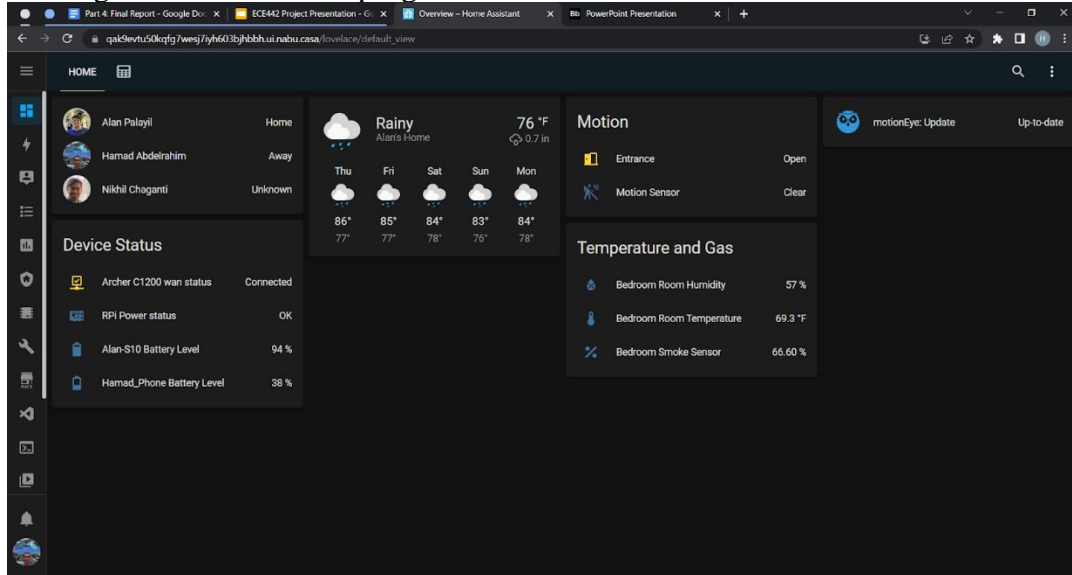 Part 4: Final Report - Google Doc
ECE442 Project Presentation - Go
Overview – Home Assistant
Bb PowerPoint Presentation
qak9evtu50kqfg7wesj7iyh603bjhbbh.ui.nabu.casa/lovelace/default_view
H
HOME
Alan Palayil Home
Hamad Abdelrahim Away
Nikhil Chaganti Unknown
Device Status
Archer C1200 wan status Connected
RPi Power status OK
Alan-S10 Battery Level 94 %
Hamad_Phone Battery Level 38 %
Rainy 76 °F
Alan's Home 0.7 in
Thu Fri Sat Sun Mon
86° 85° 84° 83° 84°
77° 77° 78° 76° 78°
Motion
Entrance Open
Motion Sensor Clear
Temperature and Gas
Bedroom Room Humidity 57 %
Bedroom Room Temperature 69.3 °F
Bedroom Smoke Sensor 66.60 %
motionEye: Update Up-to-date